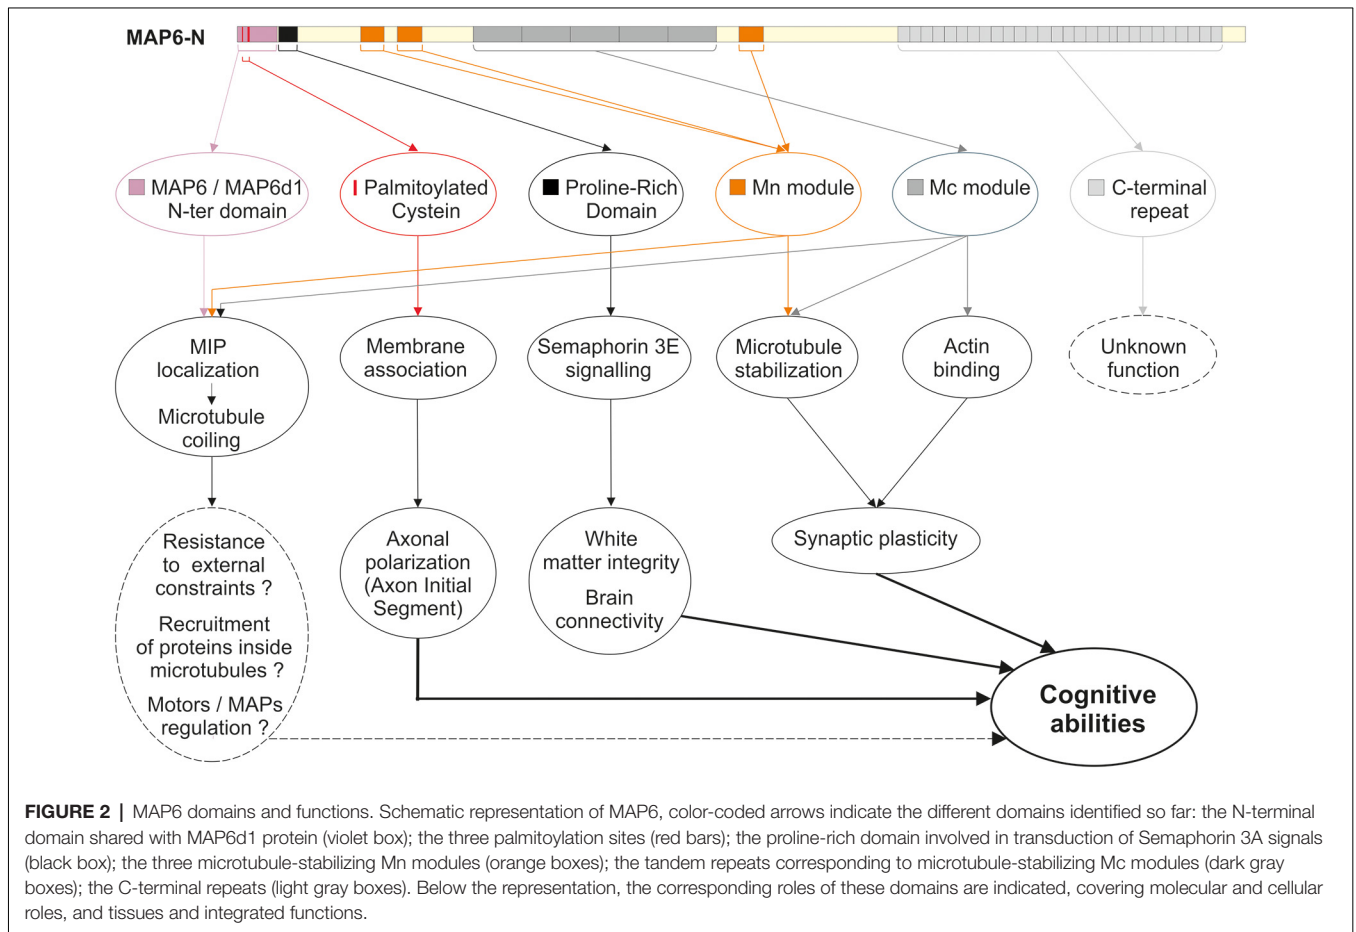 MAP6-N
MAP6 / MAP6d1
N-ter domain
Palmitoylated
Cystein
Proline-Rich
Domain
Mn module
Mc module
C-terminal
repeat
MIP
localization
Microtubule
coiling
Membrane
association
Semaphorin 3E
signalling
Microtubule
stabilization
Actin
binding
Unknown
function
Resistance
to external
constraints ?
Recruitment
of proteins inside
microtubules ?
Motors / MAPs
regulation ?
Axonal
polarization
(Axon Initial
Segment)
White
matter integrity
Brain
connectivity
Synaptic plasticity
Cognitive
abilities
FIGURE 2 | MAP6 domains and functions. Schematic representation of MAP6, color-coded arrows indicate the different domains identified so far: the N-terminal
domain shared with MAP6d1 protein (violet box); the three palmitoylation sites (red bars); the proline-rich domain involved in transduction of Semaphorin 3A signals
(black box); the three microtubule-stabilizing Mn modules (orange boxes); the tandem repeats corresponding to microtubule-stabilizing Mc modules (dark gray
boxes); the C-terminal repeats (light gray boxes). Below the representation, the corresponding roles of these domains are indicated, covering molecular and cellular
roles, and tissues and integrated functions.